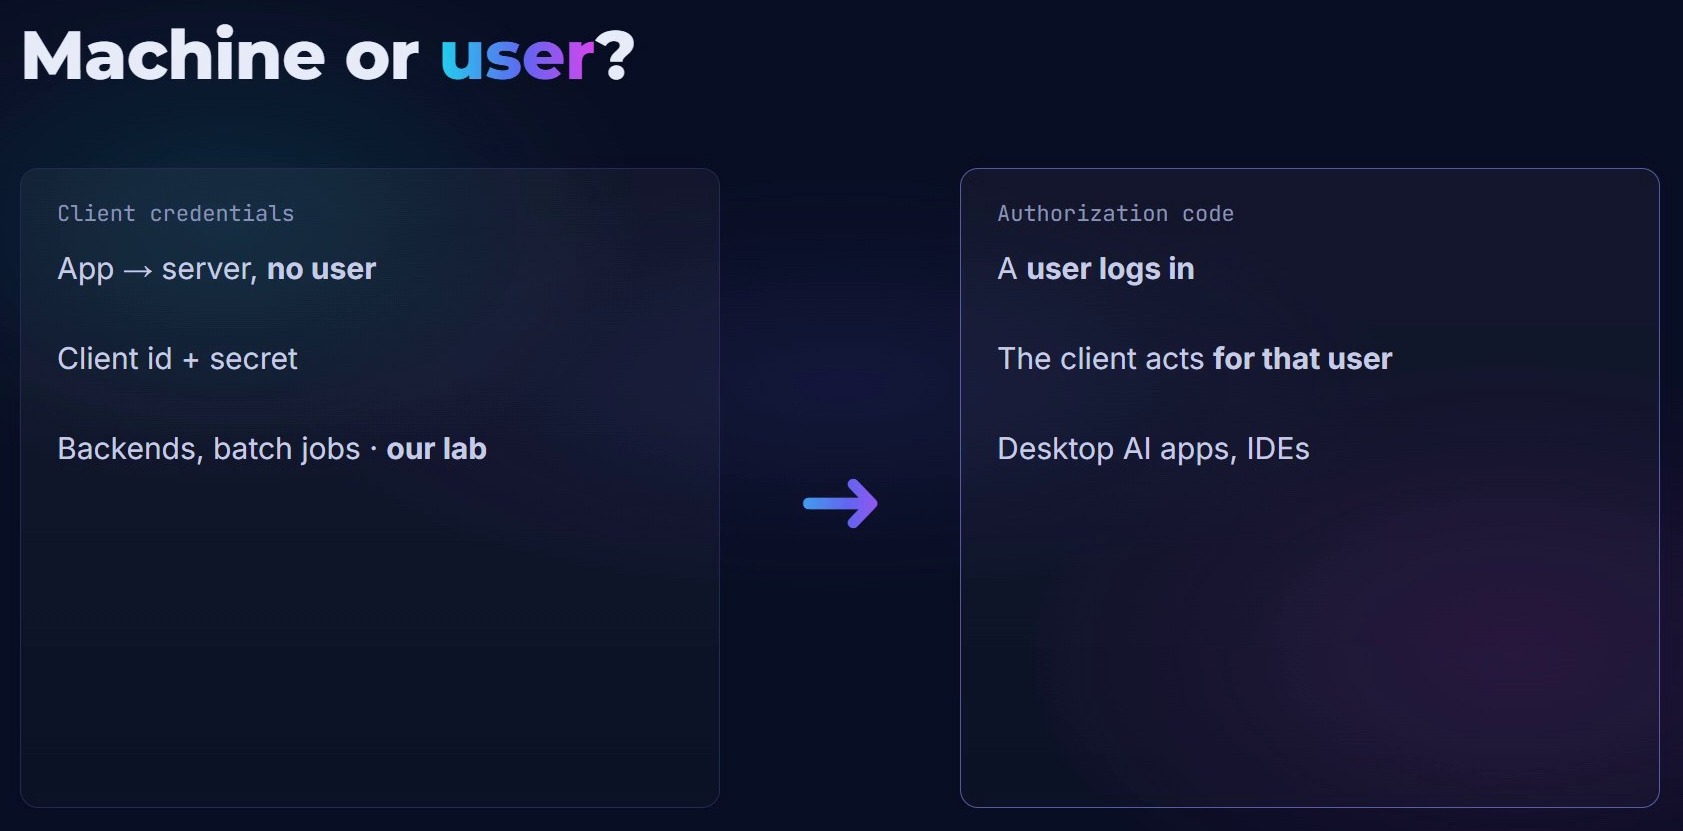 Machine or user?
Client credentials
App → server, no user
Client id + secret
Backends, batch jobs · our lab
Authorization code
A user logs in
The client acts for that user
Desktop AI apps, IDEs